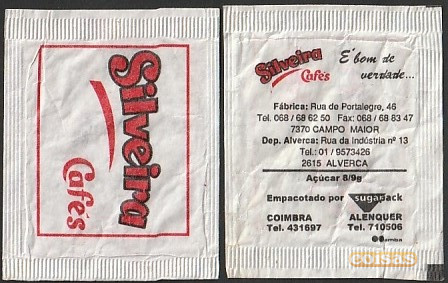 Silveira
Cafés
Silveira
Cafés
É bom de
verdade...
Fábrica: Rua de Portalegre, 46
Tel. 068 / 68 62 50 Fax: 068 / 68 83 47
7370 CAMPO MAIOR
Dep. Alverca: Rua da Indústria nº 13
Tel.: 01 / 9573426
2615 ALVERCA
Açúcar 8/9g
Empacotado por sugarpack
COIMBRA ALENQUER
Tel. 431697 Tel. 710506
coisas